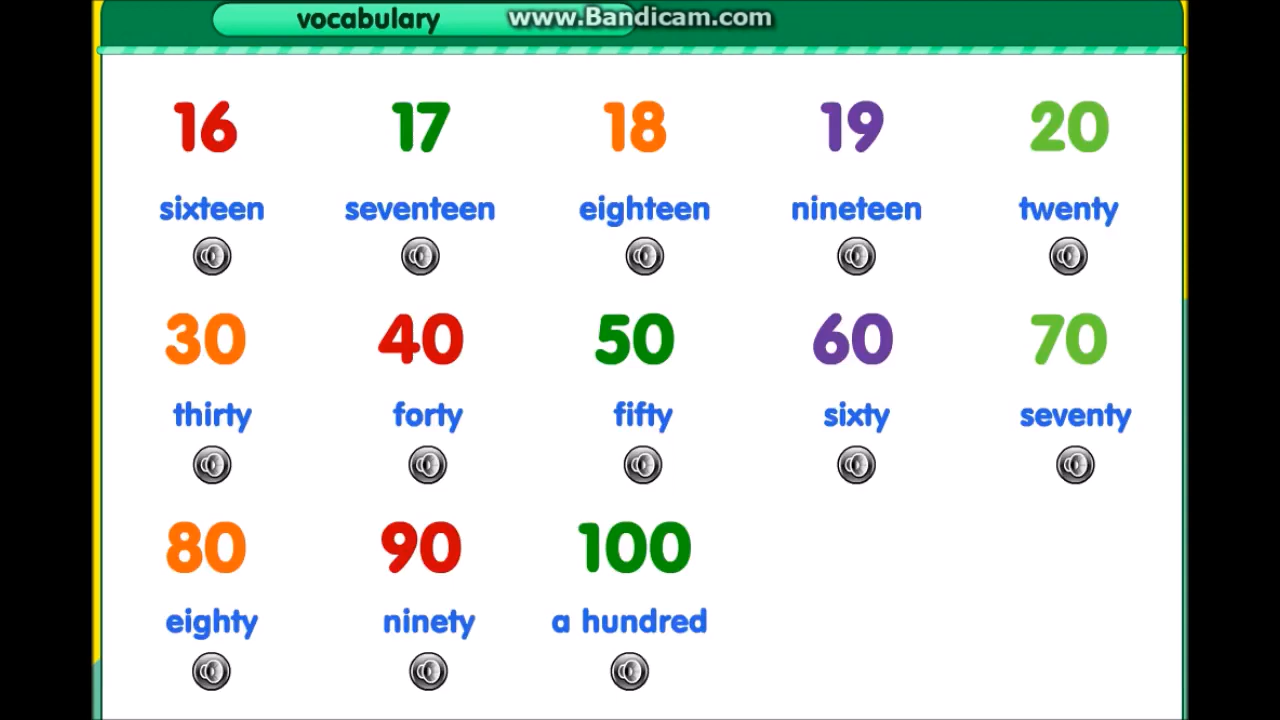 vocabulary www.Bandicam.com
16 17 18 19 20
sixteen seventeen eighteen nineteen twenty
30 40 50 60 70
thirty forty fifty sixty seventy
80 90 100
eighty ninety a hundred